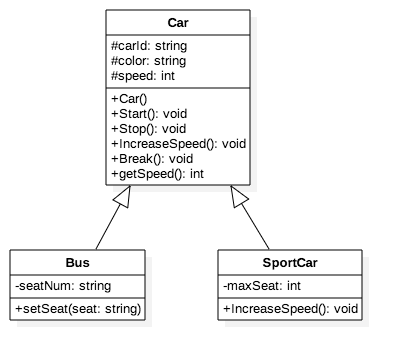 Car
#carId: string
#color: string
#speed: int
+Car()
+Start(): void
+Stop(): void
+IncreaseSpeed(): void
+Break(): void
+getSpeed(): int
Bus
-seatNum: string
+setSeat(seat: string)
SportCar
-maxSeat: int
+IncreaseSpeed(): void